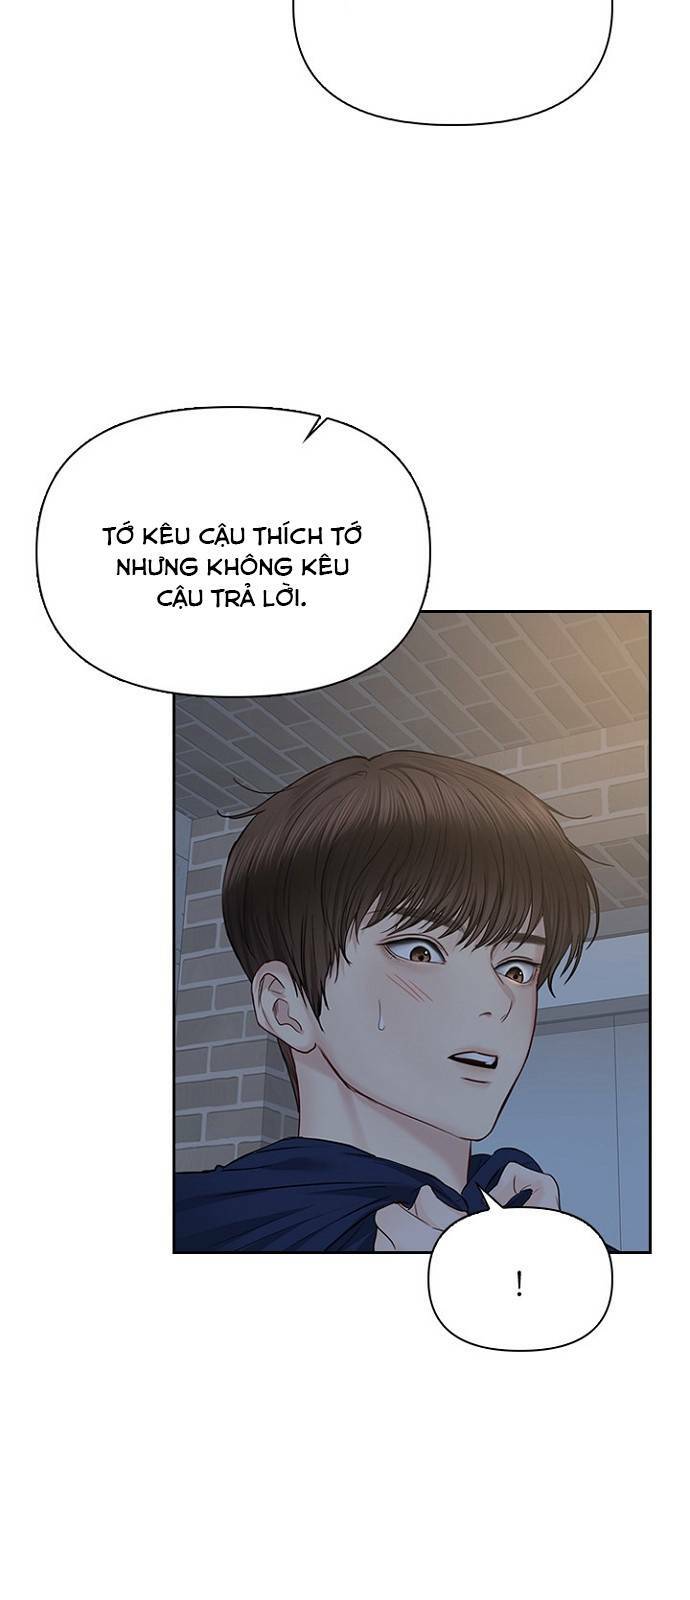 TỚ KÊU CẬU THÍCH TỚ
NHƯNG KHÔNG KÊU
CẬU TRẢ LỜI.
!